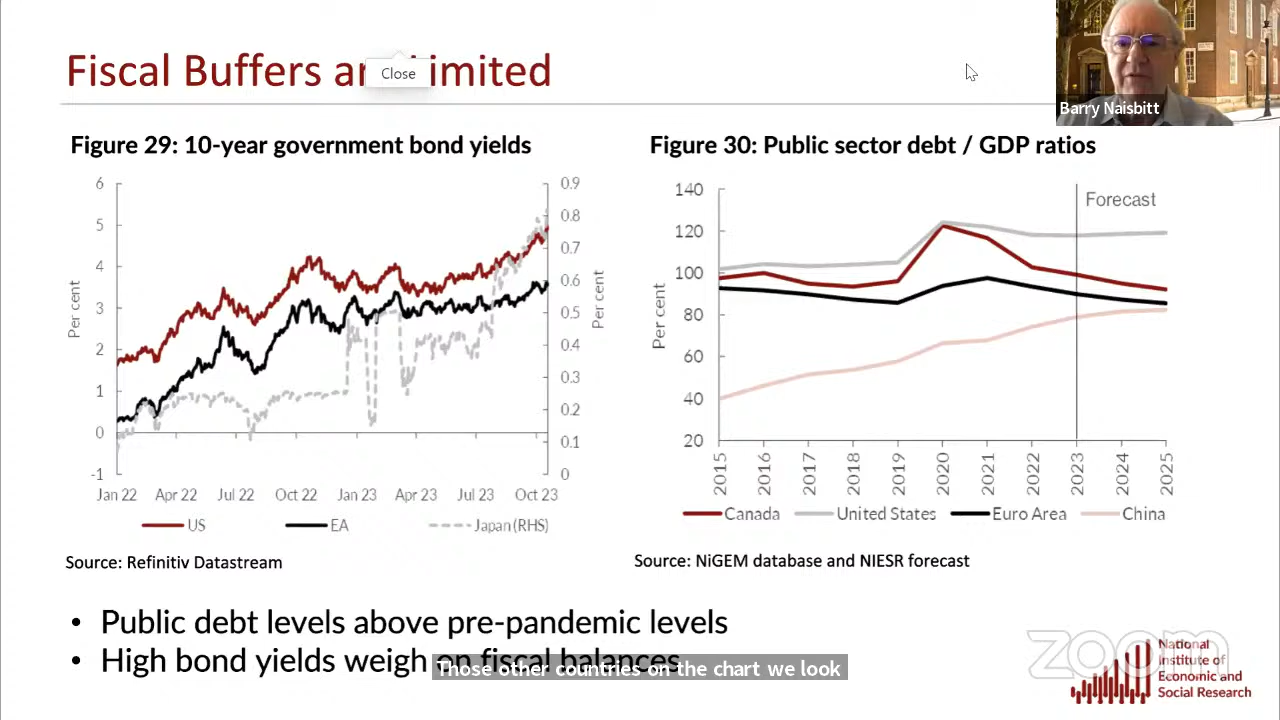 Fiscal Buffers ar Limited
Close
Barry Naisbitt
Figure 29: 10-year government bond yields
6
5
4
3
2
1
0
-1
Per cent
0.9
0.8
0.7
0.6
0.5
0.4
0.3
0.2
0.1
0
Per cent
Jan 22 Apr 22 Jul 22 Oct 22 Jan 23 Apr 23 Jul 23 Oct 23
US EA Japan (RHS)
Source: Refinitiv Datastream
Figure 30: Public sector debt / GDP ratios
140
120
100
80
60
40
20
Per cent
Forecast
2015 2016 2017 2018 2019 2020 2021 2022 2023 2024 2025
Canada United States Euro Area China
Source: NiGEM database and NIESR forecast
• Public debt levels above pre-pandemic levels
• High bond yields weigh on fiscal balances
Those other countries on the chart we look
zoom
National
Institute of
Economic and
Social Research